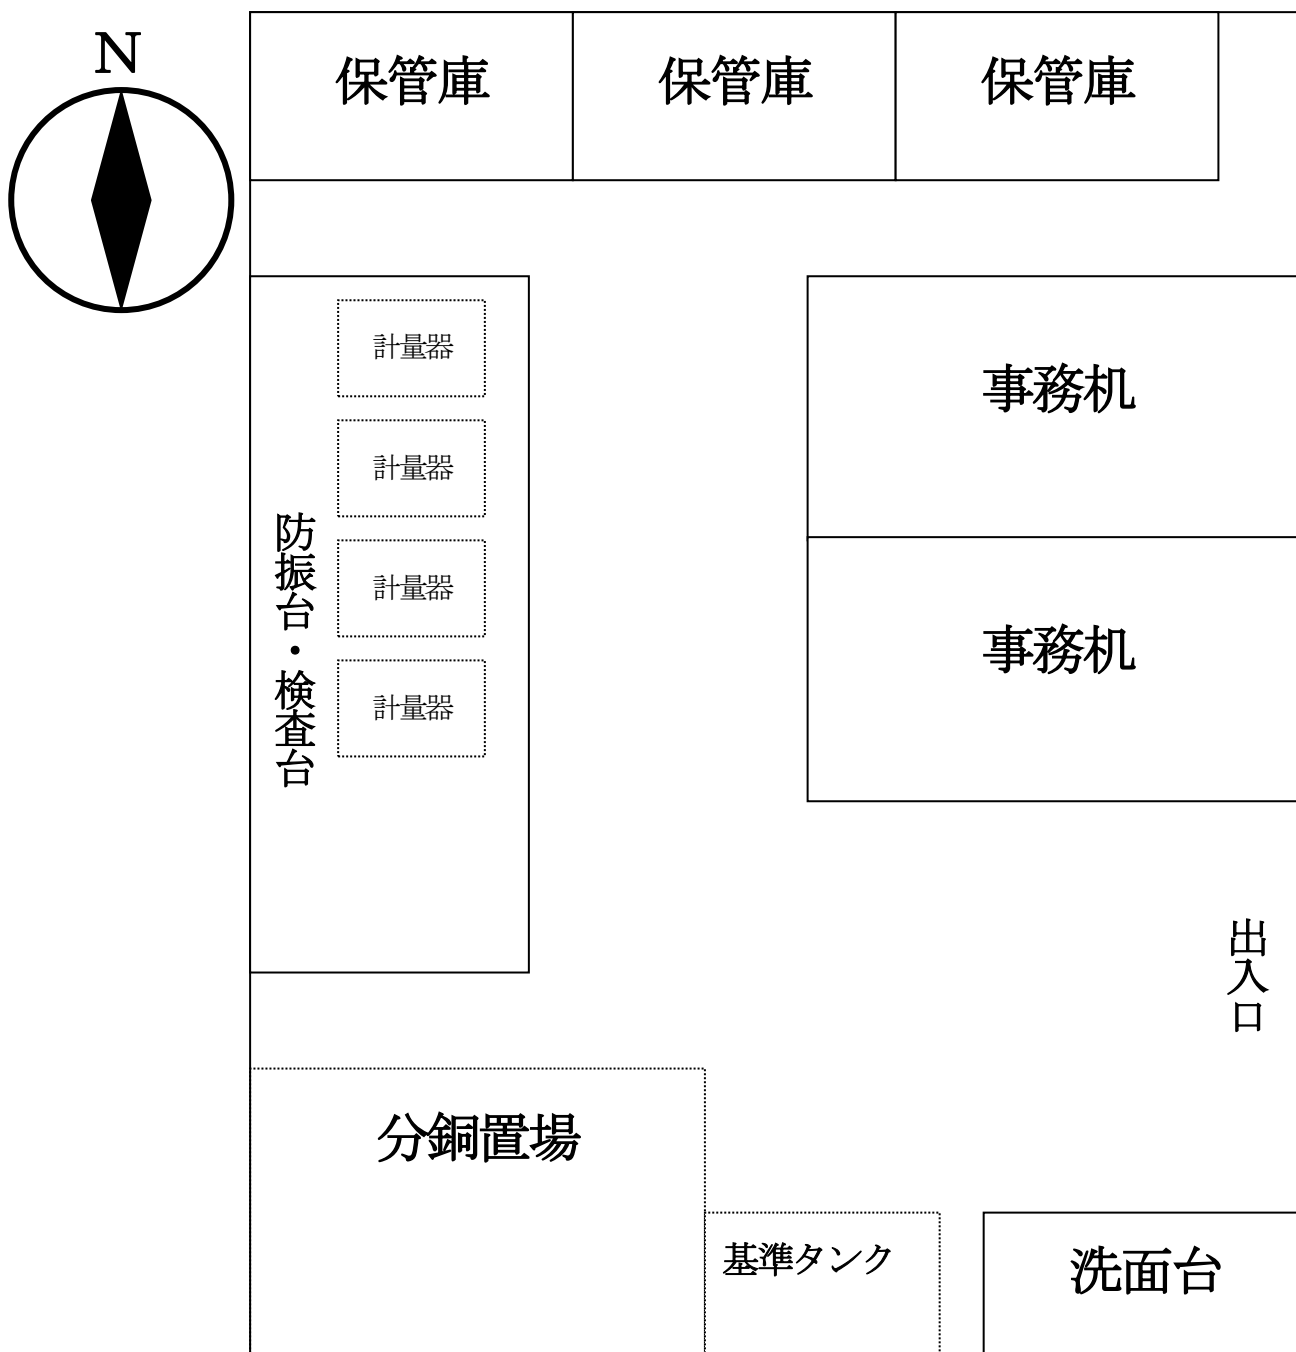 N
保管庫
保管庫
保管庫
計量器
計量器
計量器
計量器
防振台・検査台
事務机
事務机
出入口
分銅置場
基準タンク
洗面台